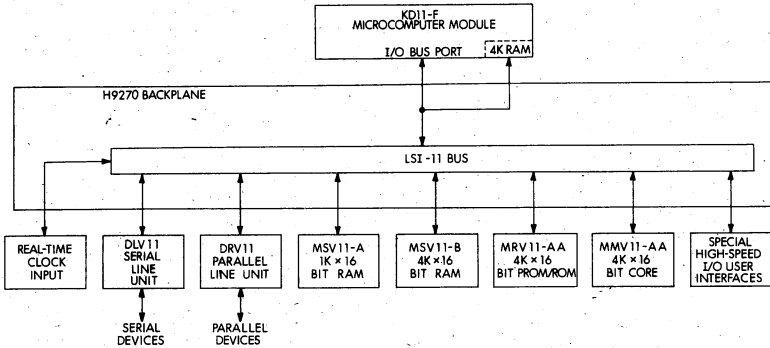 KD11-F
MICROCOMPUTER MODULE
I/O BUS PORT
4K RAM
H9270 BACKPLANE
LSI-11 BUS
REAL-TIME
CLOCK
INPUT
DLV11
SERIAL
LINE
UNIT
DRV11
PARALLEL
LINE UNIT
MSV11-A
1K × 16
BIT RAM
MSV11-B
4K × 16
BIT RAM
MRV11-AA
4K × 16
BIT PROM/ROM
MMV11-AA
4K × 16
BIT CORE
SPECIAL
HIGH-SPEED
I/O USER
INTERFACES
SERIAL
DEVICES
PARALLEL
DEVICES